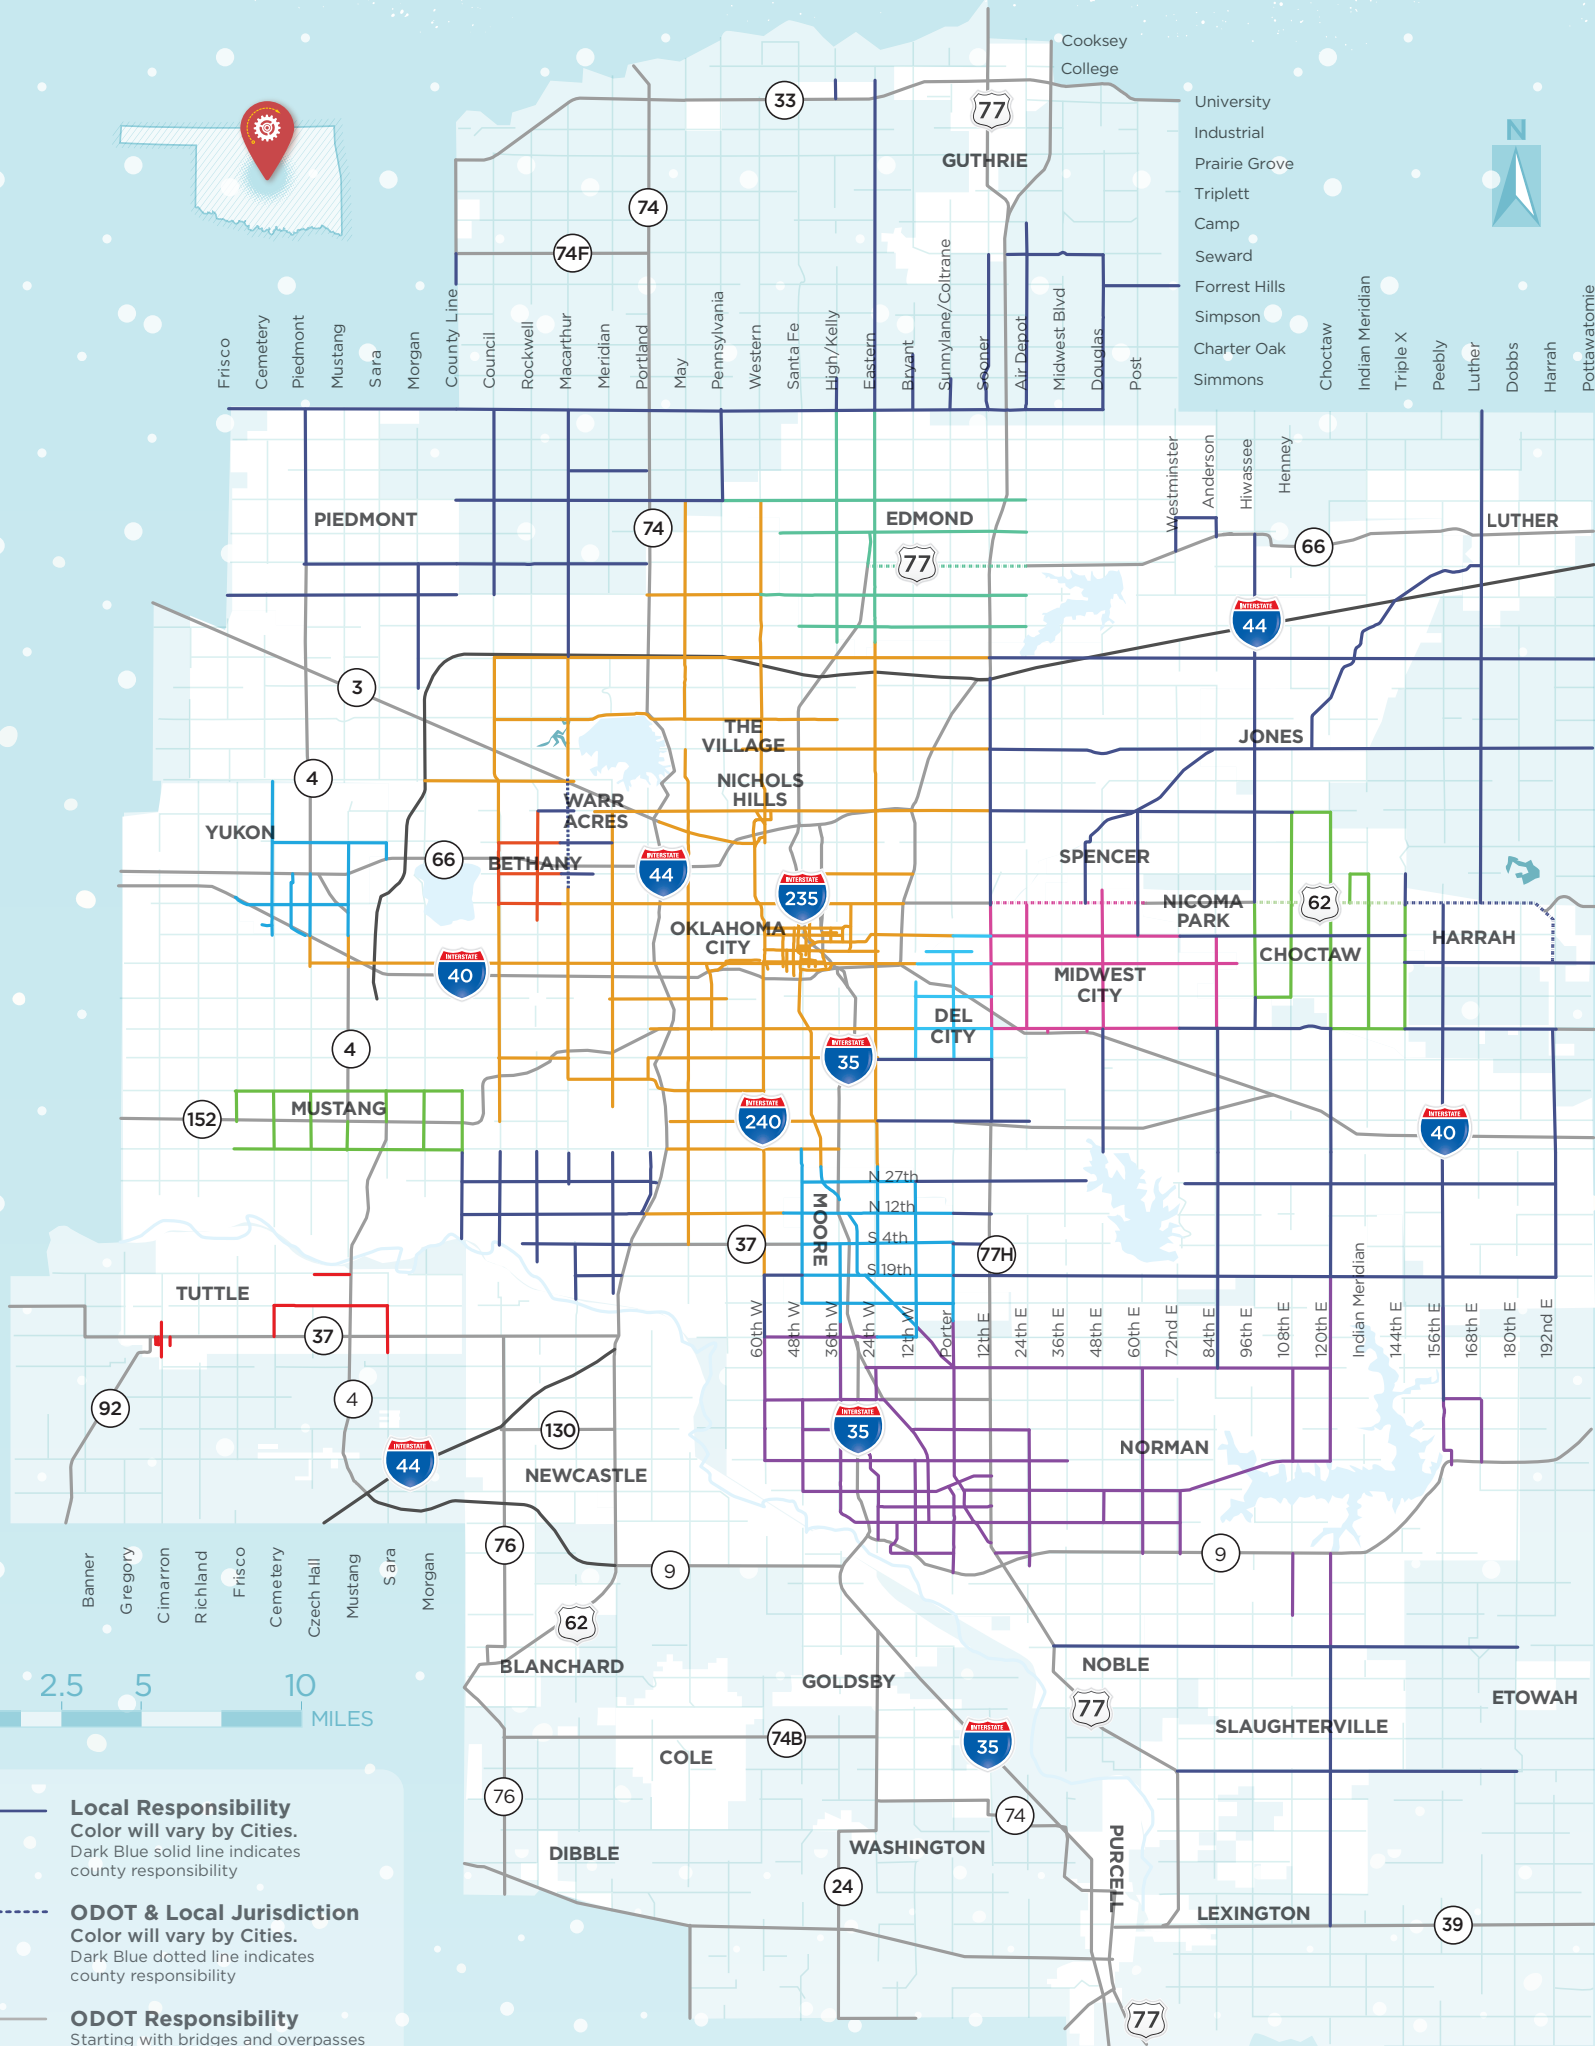 Cooksey
College
33
77
University
GUTHRIE
Industrial
N
Prairie Grove
Triplett
74
Camp
74F
Seward
Forrest Hills
Simpson
Charter Oak
Simmons
Frisco
Cemetery
Piedmont
Mustang
Sara
Morgan
County Line
Council
Rockwell
Macarthur
Meridian
Portland
May
Pennsylvania
Western
Santa Fe
High/Kelly
Eastern
Bryant
Sunnylane/Coltrane
Sooner
Air Depot
Midwest Blvd
Douglas
Post
Choctaw
Indian Meridian
Triple X
Peebly
Luther
Dobbs
Harrah
Pottawatomie
Westminster
Anderson
Hiwassee
Henney
PIEDMONT
74
EDMOND
77
66
LUTHER
INTERSTATE
44
3
THE
VILLAGE
JONES
4
NICHOLS
HILLS
WARR
ACRES
YUKON
66
BETHANY
INTERSTATE
44
SPENCER
INTERSTATE
235
NICOMA
PARK
62
OKLAHOMA
CITY
HARRAH
CHOCTAW
INTERSTATE
40
MIDWEST
CITY
DEL
CITY
4
INTERSTATE
35
MUSTANG
152
INTERSTATE
240
INTERSTATE
40
N 27th
N 12th
MOORE
S 4th
37
77H
S 19th
TUTTLE
37
60th W
48th W
36th W
24th W
12th W
Porter
12th E
24th E
36th E
48th E
60th E
72nd E
84th E
96th E
108th E
120th E
Indian Meridian
144th E
156th E
168th E
180th E
192nd E
4
92
130
INTERSTATE
35
INTERSTATE
44
NORMAN
NEWCASTLE
76
9
9
Banner
Gregory
Cimarron
Richland
Frisco
Cemetery
Czech Hall
Mustang
Sara
Morgan
62
BLANCHARD
NOBLE
GOLDSBY
77
ETOWAH
2.5 5 10
MILES
SLAUGHTERVILLE
74B
INTERSTATE
35
COLE
76
74
Local Responsibility
Color will vary by Cities.
Dark Blue solid line indicates
county responsibility
DIBBLE
WASHINGTON
PURCELL
24
ODOT & Local Jurisdiction
Color will vary by Cities.
Dark Blue dotted line indicates
county responsibility
LEXINGTON
39
ODOT Responsibility
Starting with bridges and overpasses
77